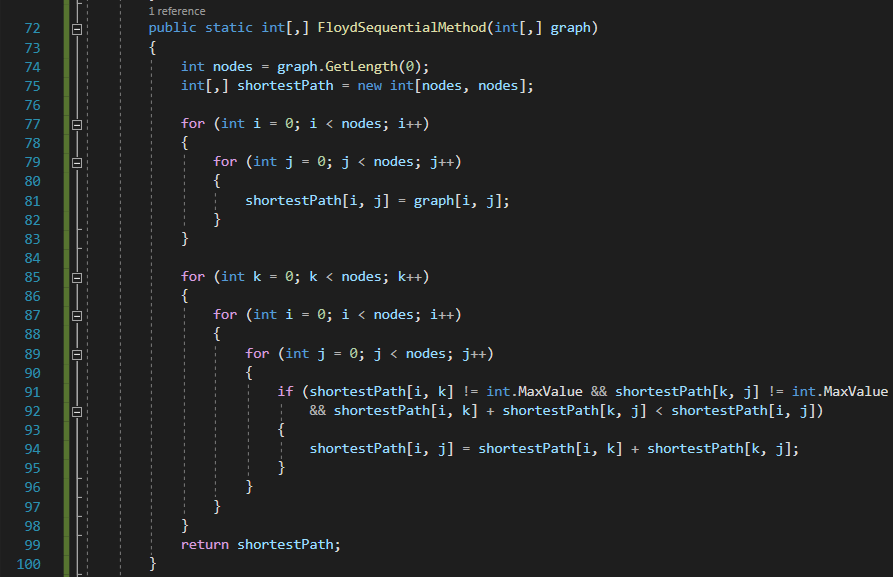 1 reference
72 public static int[,] FloydSequentialMethod(int[,] graph)
73 {
74 int nodes = graph.GetLength(0);
75 int[,] shortestPath = new int[nodes, nodes];
76
77 for (int i = 0; i < nodes; i++)
78 {
79 for (int j = 0; j < nodes; j++)
80 {
81 shortestPath[i, j] = graph[i, j];
82 }
83 }
84
85 for (int k = 0; k < nodes; k++)
86 {
87 for (int i = 0; i < nodes; i++)
88 {
89 for (int j = 0; j < nodes; j++)
90 {
91 if (shortestPath[i, k] != int.MaxValue && shortestPath[k, j] != int.MaxValue
92 && shortestPath[i, k] + shortestPath[k, j] < shortestPath[i, j])
93 {
94 shortestPath[i, j] = shortestPath[i, k] + shortestPath[k, j];
95 }
96 }
97 }
98 }
99 return shortestPath;
100 }